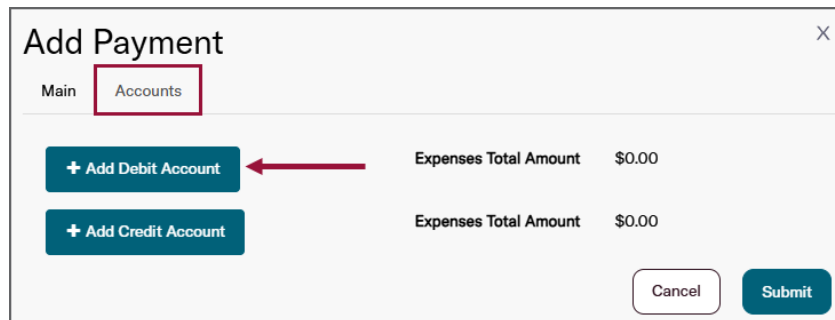 Add Payment
X
Main Accounts
+ Add Debit Account Expenses Total Amount $0.00
+ Add Credit Account Expenses Total Amount $0.00
Cancel Submit